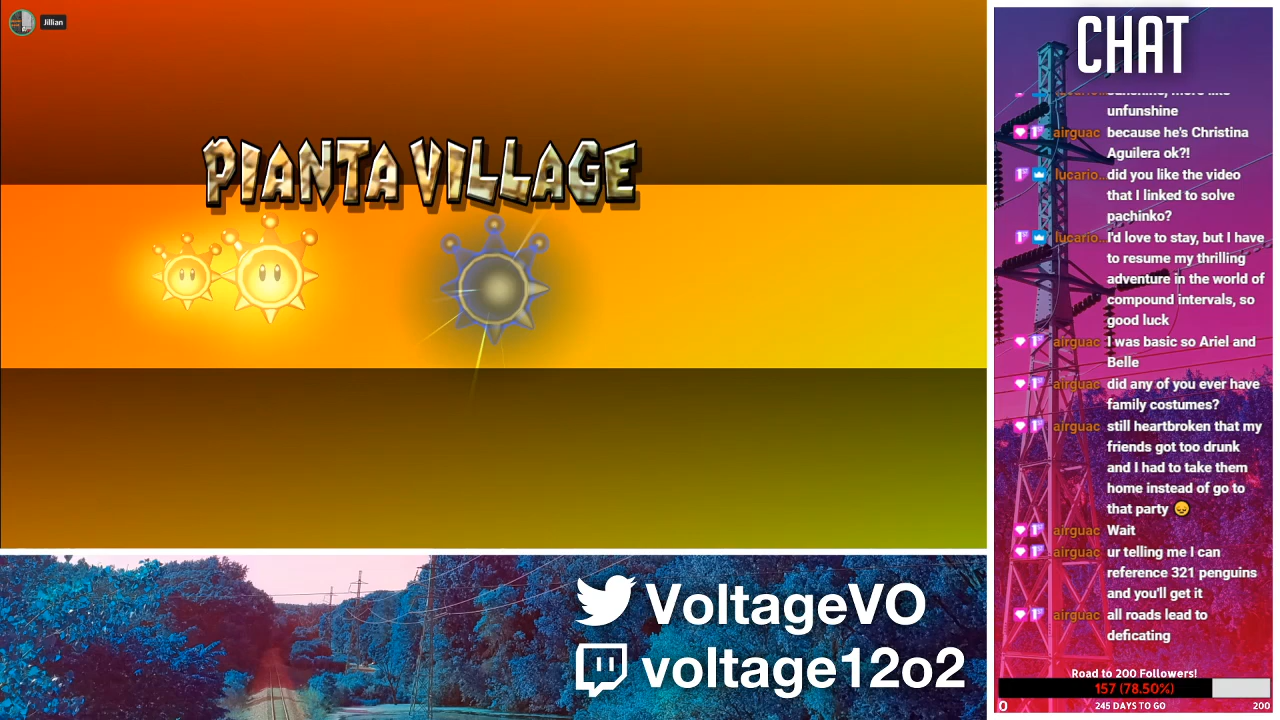 Jillian
PIANTA VILLAGE
VoltageVO
voltage12o2
CHAT
unfunshine
airguac because he's Christina
Aguilera ok?!
lucario.. did you like the video
that I linked to solve
pachinko?
lucario.. I'd love to stay, but I have
to resume my thrilling
adventure in the world of
compound intervals, so
good luck
airguac I was basic so Ariel and
Belle
airguac did any of you ever have
family costumes?
airguac still heartbroken that my
friends got too drunk
and I had to take them
home instead of go to
that party 😞
airguac Wait
airguac ur telling me I can
reference 321 penguins
and you'll get it
airguac all roads lead to
deficating
Road to 200 Followers!
157 (78.50%)
0 245 DAYS TO GO 200